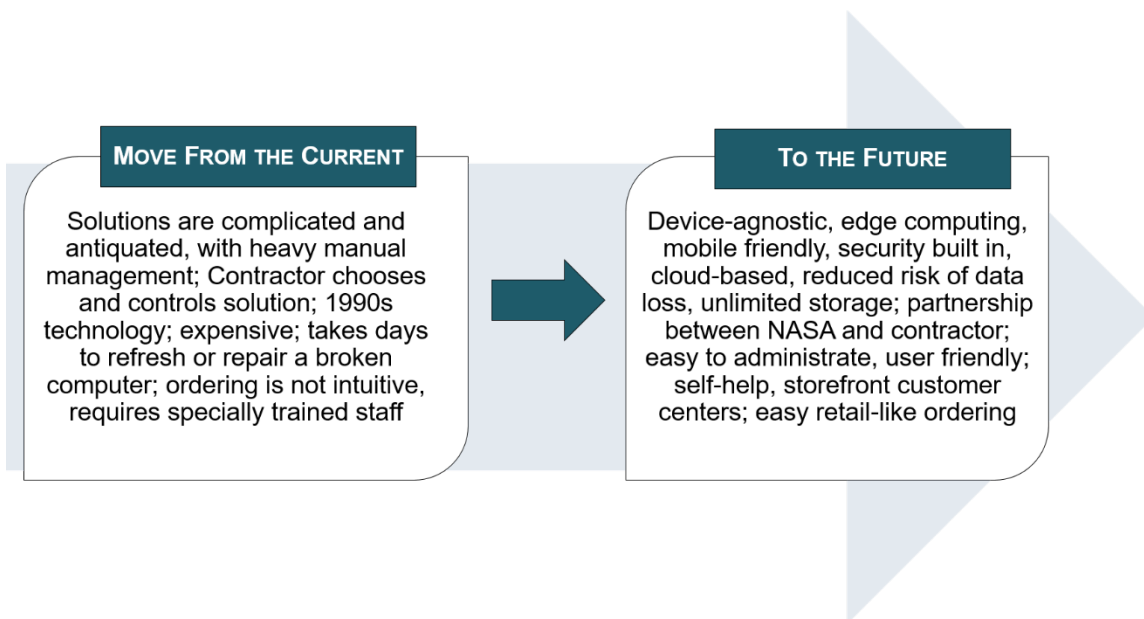 MOVE FROM THE CURRENT
Solutions are complicated and
antiquated, with heavy manual
management; Contractor chooses
and controls solution; 1990s
technology; expensive; takes days
to refresh or repair a broken
computer; ordering is not intuitive,
requires specially trained staff
TO THE FUTURE
Device-agnostic, edge computing,
mobile friendly, security built in,
cloud-based, reduced risk of data
loss, unlimited storage; partnership
between NASA and contractor;
easy to administrate, user friendly;
self-help, storefront customer
centers; easy retail-like ordering